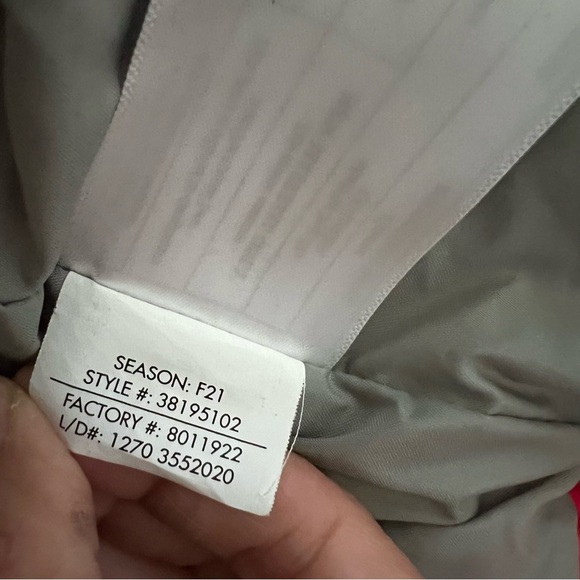 SEASON: F21
STYLE #: 38195102
FACTORY #: 8011922
L/D#: 1270 3552020